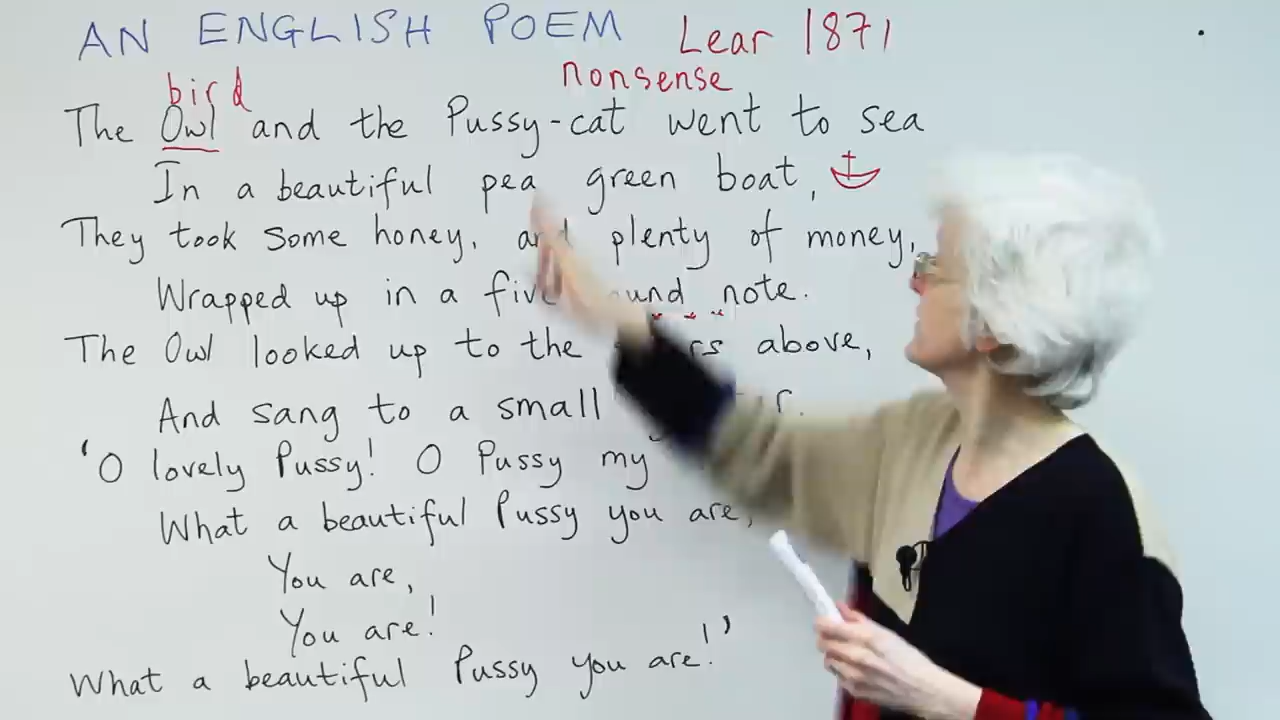 AN ENGLISH POEM Lear 1871
bird nonsense
The Owl and the Pussy-cat went to sea
In a beautiful pea green boat,
They took some honey, and plenty of money,
Wrapped up in a five note.
The Owl looked up to the above,
And sang to a small
'O lovely Pussy! O Pussy my
What a beautiful Pussy you are,
You are,
You are!
What a beautiful Pussy you are!'